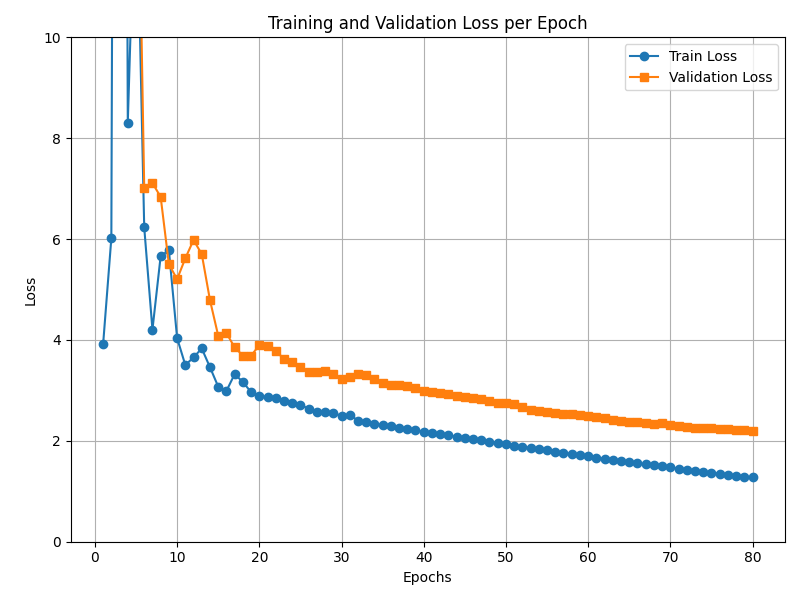 Training and Validation Loss per Epoch
Train Loss
Validation Loss
Loss
10
8
6
4
2
0
0 10 20 30 40 50 60 70 80
Epochs